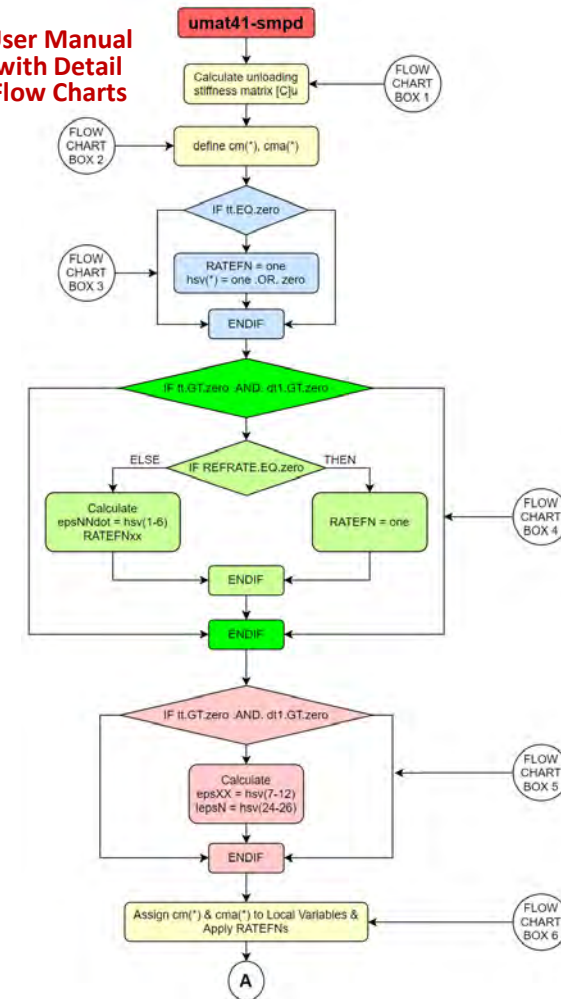 User Manual
with Detail
Flow Charts
umat41-smpd
Calculate unloading
stiffness matrix [C]u
FLOW
CHART
BOX 1
FLOW
CHART
BOX 2
define cm(*), cma(*)
IF tt.EQ.zero
FLOW
CHART
BOX 3
RATEFN = one
hsv(*) = one .OR. zero
ENDIF
IF tt.GT.zero .AND. dt1.GT.zero
ELSE
IF REFRATE.EQ.zero
THEN
Calculate
epsNNdot = hsv(1-6)
RATEFNxx
RATEFN = one
FLOW
CHART
BOX 4
ENDIF
ENDIF
IF tt.GT.zero .AND. dt1.GT.zero
Calculate
epsXX = hsv(7-12)
lepsN = hsv(24-26)
FLOW
CHART
BOX 5
ENDIF
Assign cm(*) & cma(*) to Local Variables &
Apply RATEFNs
FLOW
CHART
BOX 6
A